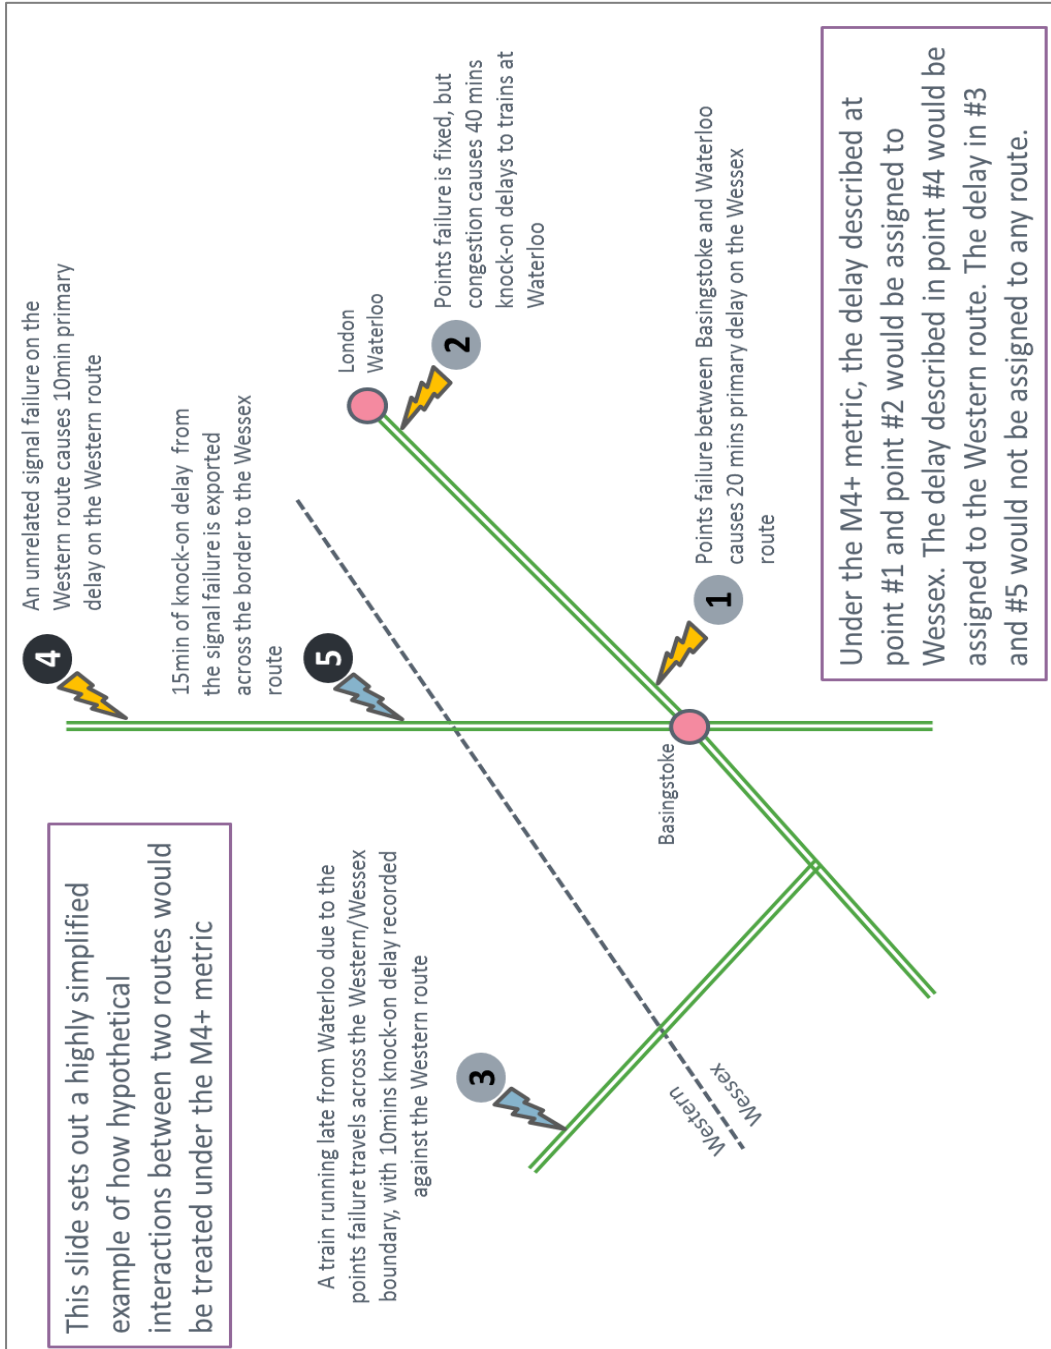 This slide sets out a highly simplified
example of how hypothetical
interactions between two routes would
be treated under the M4+ metric
4
An unrelated signal failure on the
Western route causes 10min primary
delay on the Western route
15min of knock-on delay from
the signal failure is exported
across the border to the Wessex
route
5
A train running late from Waterloo due to the
points failure travels across the Western/Wessex
boundary, with 10mins knock-on delay recorded
against the Western route
3
London
Waterloo
2
Points failure is fixed, but
congestion causes 40 mins
knock-on delays to trains at
Waterloo
Basingstoke
1
Points failure between Basingstoke and Waterloo
causes 20 mins primary delay on the Wessex
route
Western
Wessex
Under the M4+ metric, the delay described at
point #1 and point #2 would be assigned to
Wessex. The delay described in point #4 would be
assigned to the Western route. The delay in #3
and #5 would not be assigned to any route.